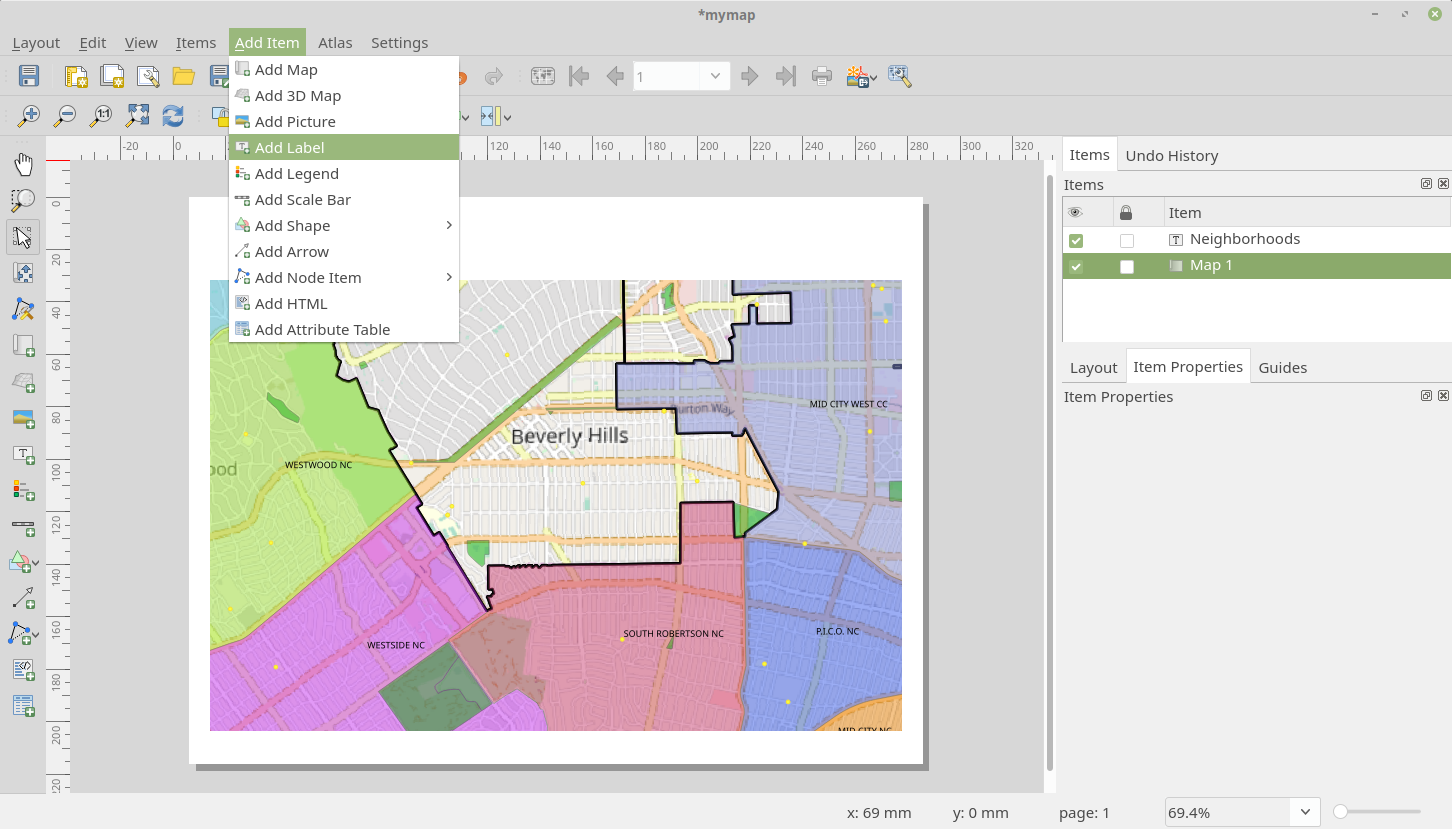 *mymap
Layout Edit View Items Add Item Atlas Settings
1
1:1
Add Map
Add 3D Map
Add Picture
Add Label
Add Legend
Add Scale Bar
Add Shape
Add Arrow
Add Node Item
Add HTML
Add Attribute Table
-20 0 120 140 160 180 200 220 240 260 280 300 320
0
20
40
60
80
100
120
140
160
180
200
220
Beverly Hills
MID CITY WEST CC
WESTWOOD NC
WESTSIDE NC
SOUTH ROBERTSON NC
P.I.C.O. NC
MID CITY NC
Items Undo History
Items
Item
Neighborhoods
Map 1
Layout Item Properties Guides
Item Properties
x: 69 mm y: 0 mm page: 1 69.4%